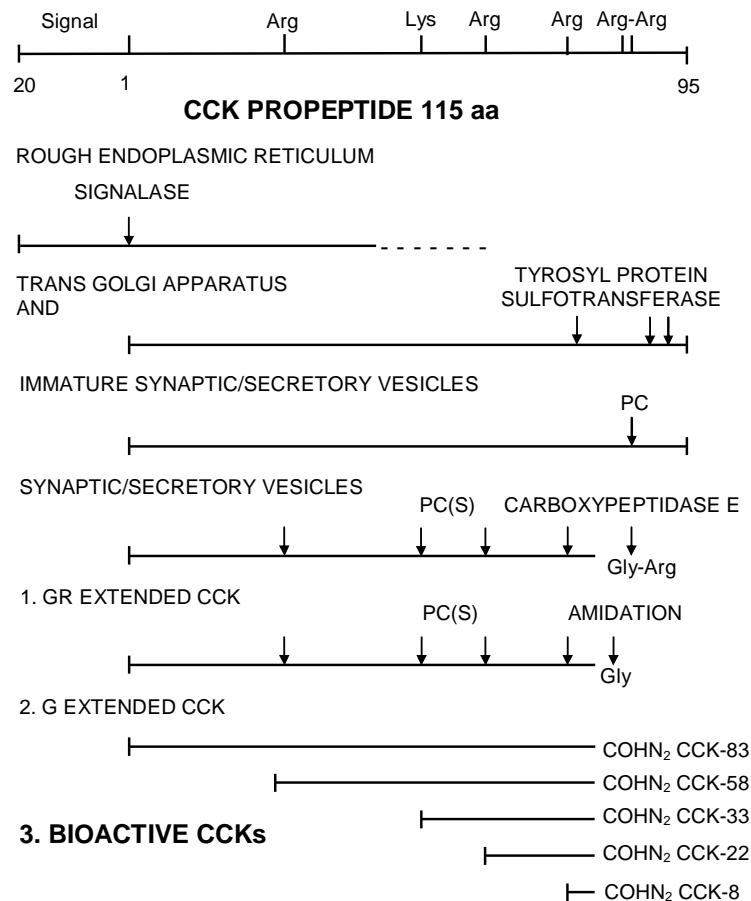 Signal Arg Lys Arg Arg Arg-Arg
20 1 95
CCK PROPEPTIDE 115 aa
ROUGH ENDOPLASMIC RETICULUM
SIGNALASE
TRANS GOLGI APPARATUS
AND
TYROSYL PROTEIN
SULFOTRANSFERASE
IMMATURE SYNAPTIC/SECRETORY VESICLES
PC
SYNAPTIC/SECRETORY VESICLES
PC(S) CARBOXYPEPTIDASE E
Gly-Arg
1. GR EXTENDED CCK
PC(S) AMIDATION
Gly
2. G EXTENDED CCK
COHN₂ CCK-83
COHN₂ CCK-58
COHN₂ CCK-33
3. BIOACTIVE CCKs
COHN₂ CCK-22
COHN₂ CCK-8